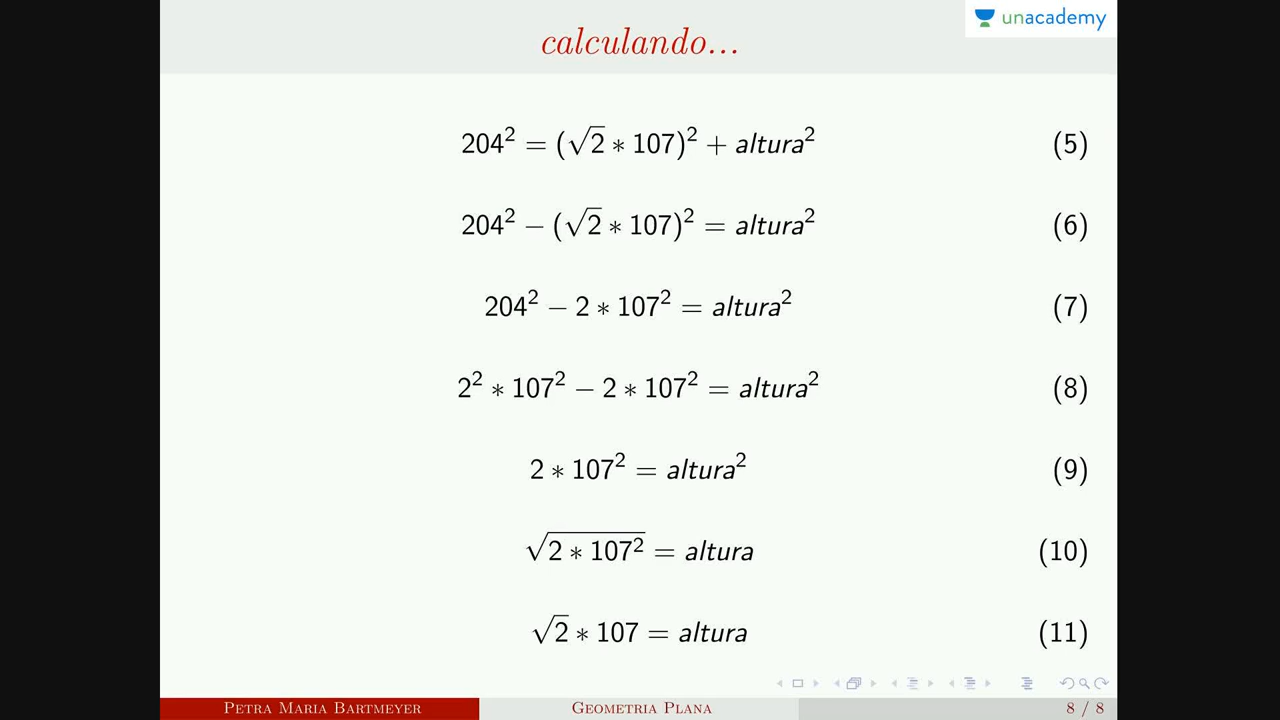 unacademy
calculando...
204² = (√2 * 107)² + altura² (5)
204² − (√2 * 107)² = altura² (6)
204² − 2 * 107² = altura² (7)
2² * 107² − 2 * 107² = altura² (8)
2 * 107² = altura² (9)
√(2 * 107²) = altura (10)
√2 * 107 = altura (11)
Petra Maria Bartmeyer Geometria Plana 8 / 8